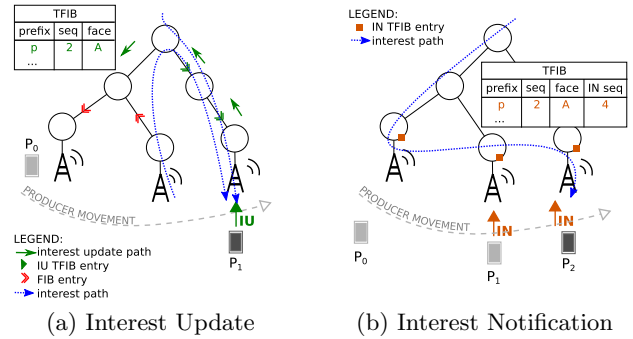 TFIB
prefix seq face
p 2 A
...
P0
PRODUCER MOVEMENT
IU
P1
LEGEND:
interest update path
IU TFIB entry
FIB entry
interest path
(a) Interest Update
LEGEND:
IN TFIB entry
interest path
TFIB
prefix seq face IN seq
p 2 A 4
...
PRODUCER MOVEMENT
IN
IN
P0
P1
P2
(b) Interest Notification